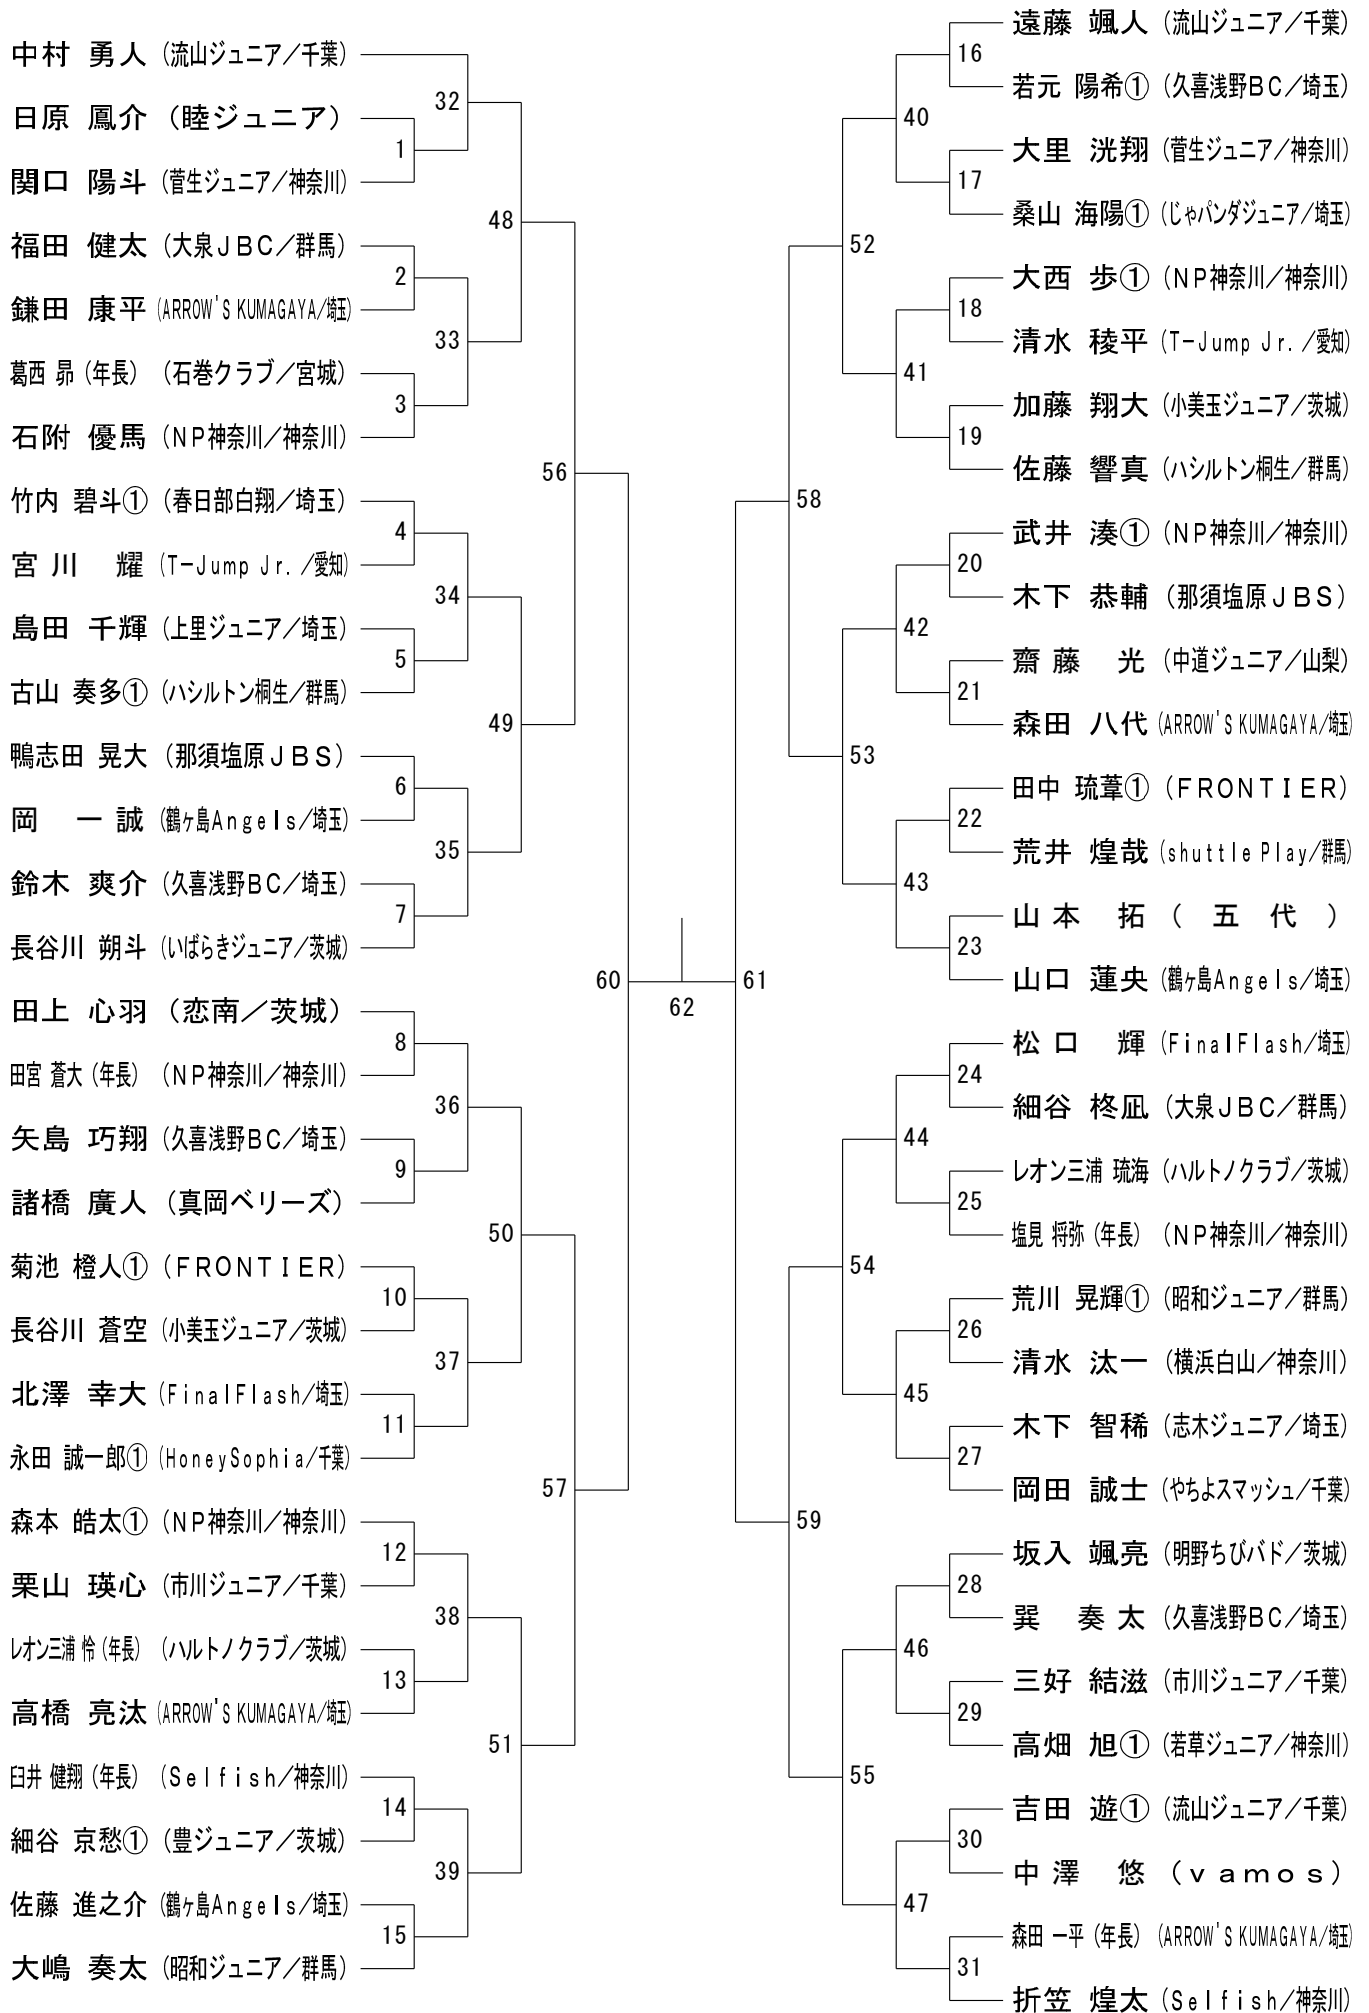 中村 勇人 (流山ジュニア／千葉)
日原 鳳介 (睦ジュニア)
関口 陽斗 (菅生ジュニア／神奈川)
福田 健太 (大泉ＪＢＣ／群馬)
鎌田 康平 (ARROW'S KUMAGAYA／埼玉)
葛西 昴 (年長) (石巻クラブ／宮城)
石附 優馬 (ＮＰ神奈川／神奈川)
竹内 碧斗① (春日部白翔／埼玉)
宮川 耀 (T−Jump Jr.／愛知)
島田 千輝 (上里ジュニア／埼玉)
古山 奏多① (ハシルトン桐生／群馬)
鴨志田 晃大 (那須塩原ＪＢＳ)
岡 一誠 (鶴ヶ島Angels／埼玉)
鈴木 爽介 (久喜浅野BC／埼玉)
長谷川 朔斗 (いばらきジュニア／茨城)
田上 心羽 (恋南／茨城)
田宮 蒼大 (年長) (ＮＰ神奈川／神奈川)
矢島 巧翔 (久喜浅野BC／埼玉)
諸橋 廣人 (真岡ベリーズ)
菊池 橙人① (ＦＲＯＮＴＩＥＲ)
長谷川 蒼空 (小美玉ジュニア／茨城)
北澤 幸大 (FinalFlash／埼玉)
永田 誠一郎① (HoneySophia／千葉)
森本 皓太① (ＮＰ神奈川／神奈川)
栗山 瑛心 (市川ジュニア／千葉)
レオン三浦 怜 (年長) (ハルトノクラブ／茨城)
高橋 亮汰 (ARROW'S KUMAGAYA／埼玉)
臼井 健翔 (年長) (Selfish／神奈川)
細谷 京愁① (豊ジュニア／茨城)
佐藤 進之介 (鶴ヶ島Angels／埼玉)
大嶋 奏太 (昭和ジュニア／群馬)
1
2
3
4
5
6
7
8
9
10
11
12
13
14
15
32
33
34
35
36
37
38
39
48
49
50
51
56
57
60
62
61
58
59
52
53
54
55
40
41
42
43
44
45
46
47
16
17
18
19
20
21
22
23
24
25
26
27
28
29
30
31
遠藤 颯人 (流山ジュニア／千葉)
若元 陽希① (久喜浅野BC／埼玉)
大里 洸翔 (菅生ジュニア／神奈川)
桑山 海陽① (じゃパンダジュニア／埼玉)
大西 歩① (ＮＰ神奈川／神奈川)
清水 稜平 (T−Jump Jr.／愛知)
加藤 翔大 (小美玉ジュニア／茨城)
佐藤 響真 (ハシルトン桐生／群馬)
武井 湊① (ＮＰ神奈川／神奈川)
木下 恭輔 (那須塩原ＪＢＳ)
齋藤 光 (中道ジュニア／山梨)
森田 八代 (ARROW'S KUMAGAYA／埼玉)
田中 琉葦① (ＦＲＯＮＴＩＥＲ)
荒井 煌哉 (shuttle Play／群馬)
山本 拓 (五代)
山口 蓮央 (鶴ヶ島Angels／埼玉)
松口 輝 (FinalFlash／埼玉)
細谷 柊凪 (大泉ＪＢＣ／群馬)
レオン三浦 琉海 (ハルトノクラブ／茨城)
塩見 将弥 (年長) (ＮＰ神奈川／神奈川)
荒川 晃輝① (昭和ジュニア／群馬)
清水 汰一 (横浜白山／神奈川)
木下 智稀 (志木ジュニア／埼玉)
岡田 誠士 (やちよスマッシュ／千葉)
坂入 颯亮 (明野ちびバド／茨城)
巽 奏太 (久喜浅野BC／埼玉)
三好 結滋 (市川ジュニア／千葉)
高畑 旭① (若草ジュニア／神奈川)
吉田 遊① (流山ジュニア／千葉)
中澤 悠 (ｖａｍｏｓ)
森田 一平 (年長) (ARROW'S KUMAGAYA／埼玉)
折笠 煌太 (Selfish／神奈川)